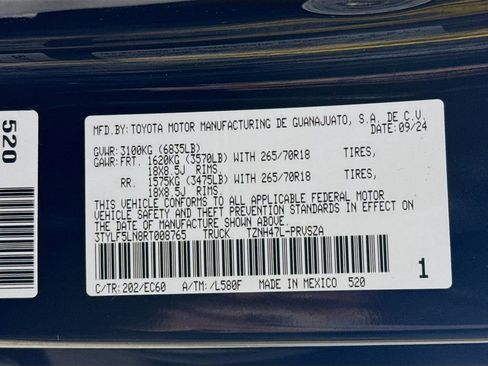 520
MFD.BY:TOYOTA MOTOR MANUFACTURING DE GUANAJUATO, S.A. DE C.V.
DATE: 09/24
GVWR:3100KG (6835LB)
GAWR:FRT. 1620KG (3570LB) WITH 265/70R18 TIRES,
18X8.5J RIMS.
RR. 1575KG (3475LB) WITH 265/70R18 TIRES,
18X8.5J RIMS.
THIS VEHICLE CONFORMS TO ALL APPLICABLE FEDERAL MOTOR
VEHICLE SAFETY AND THEFT PREVENTION STANDARDS IN EFFECT
ON THE DATE OF MANUFACTURE SHOWN ABOVE.
3TYLF5LN8RT008765 TRUCK TZNH47L-PRVSZA
C/TR:202/EC60 A/TM:/L580F MADE IN MEXICO 520
1